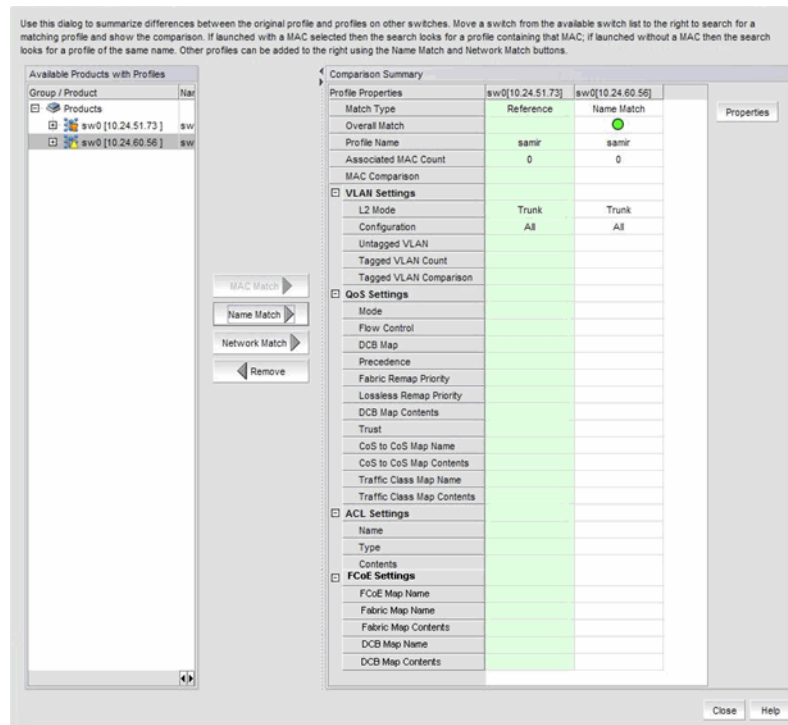 Use this dialog to summarize differences between the original profile and profiles on other switches. Move a switch from the available switch list to the right to search for a
matching profile and show the comparison. If launched with a MAC selected then the search looks for a profile containing that MAC; if launched without a MAC then the search
looks for a profile of the same name. Other profiles can be added to the right using the Name Match and Network Match buttons.
Available Products with Profiles
Group / Product Nar
Products
sw0 [10.24.51.73 ] sw
sw0 [10.24.60.56 ] sw
MAC Match
Name Match
Network Match
Remove
Comparison Summary
Profile Properties sw0[10.24.51.73] sw0[10.24.60.56]
Match Type Reference Name Match
Overall Match
Profile Name samir samir
Associated MAC Count 0 0
MAC Comparison
VLAN Settings
L2 Mode Trunk Trunk
Configuration All All
Untagged VLAN
Tagged VLAN Count
Tagged VLAN Comparison
QoS Settings
Mode
Flow Control
DCB Map
Precedence
Fabric Remap Priority
Lossless Remap Priority
DCB Map Contents
Trust
CoS to CoS Map Name
CoS to CoS Map Contents
Traffic Class Map Name
Traffic Class Map Contents
ACL Settings
Name
Type
Contents
FCoE Settings
FCoE Map Name
Fabric Map Name
Fabric Map Contents
DCB Map Name
DCB Map Contents
Properties
Close Help